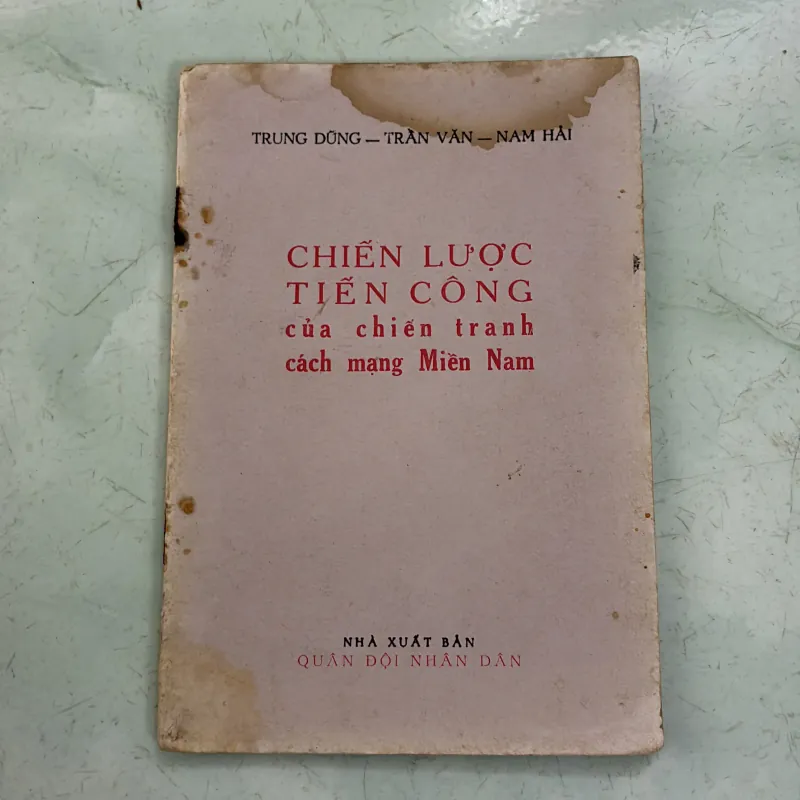 TRUNG DŨNG — TRẦN VĂN — NAM HẢI
CHIẾN LƯỢC
TIẾN CÔNG
của chiến tranh
cách mạng Miền Nam
NHÀ XUẤT BẢN
QUÂN ĐỘI NHÂN DÂN